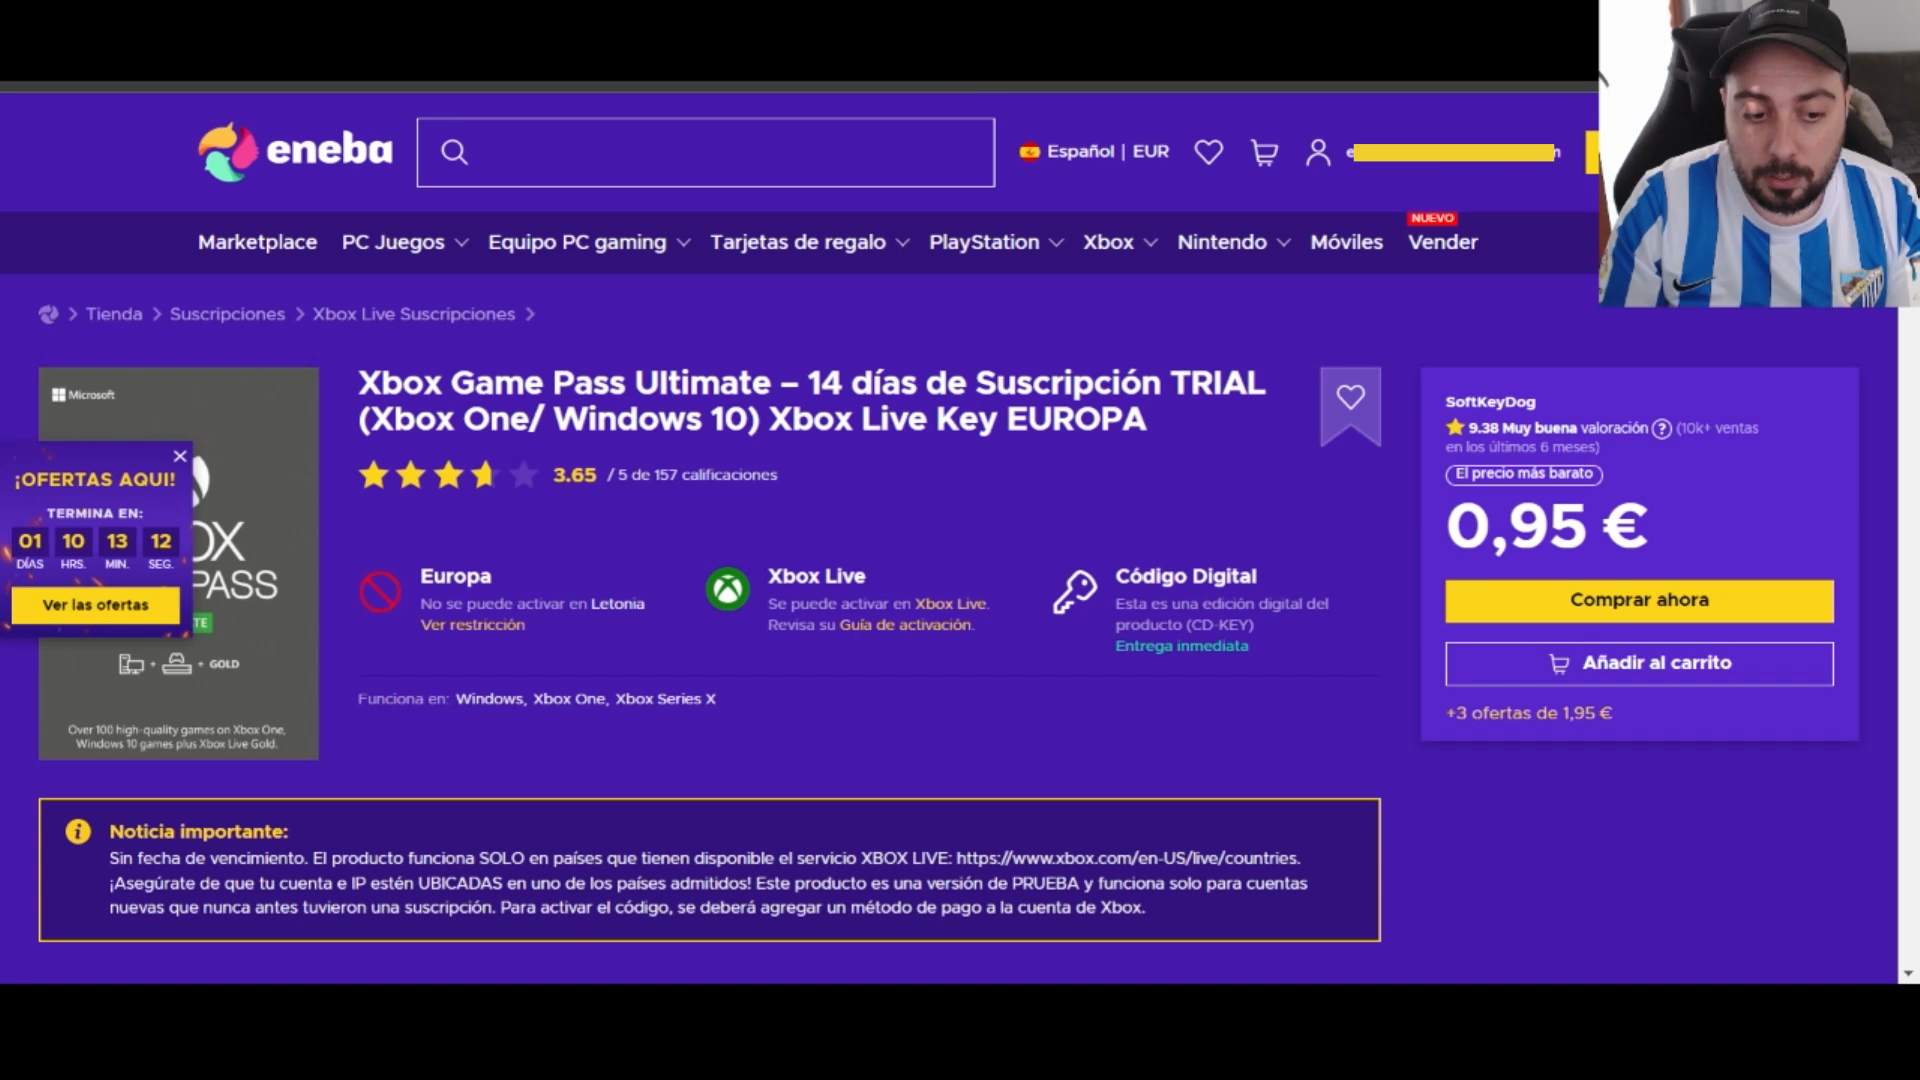 eneba
Español | EUR
NUEVO
Marketplace PC Juegos Equipo PC gaming Tarjetas de regalo PlayStation Xbox Nintendo Móviles Vender
Tienda Suscripciones Xbox Live Suscripciones
Microsoft
PASS
+ + GOLD
Over 100 high-quality games on Xbox One,
Windows 10 games plus Xbox Live Gold.
¡OFERTAS AQUI!
TERMINA EN:
01 10 13 12
DÍAS HRS. MIN. SEG.
Ver las ofertas
Xbox Game Pass Ultimate – 14 días de Suscripción TRIAL
(Xbox One/ Windows 10) Xbox Live Key EUROPA
3.65 / 5 de 157 calificaciones
Europa
No se puede activar en Letonia
Ver restricción
Xbox Live
Se puede activar en Xbox Live.
Revisa su Guía de activación.
Código Digital
Esta es una edición digital del
producto (CD-KEY)
Entrega inmediata
Funciona en: Windows, Xbox One, Xbox Series X
SoftKeyDog
9.38 Muy buena valoración ? (10k+ ventas
en los últimos 6 meses)
El precio más barato
0,95 €
Comprar ahora
Añadir al carrito
+3 ofertas de 1,95 €
Noticia importante:
Sin fecha de vencimiento. El producto funciona SOLO en países que tienen disponible el servicio XBOX LIVE: https://www.xbox.com/en-US/live/countries.
¡Asegúrate de que tu cuenta e IP estén UBICADAS en uno de los países admitidos! Este producto es una versión de PRUEBA y funciona solo para cuentas
nuevas que nunca antes tuvieron una suscripción. Para activar el código, se deberá agregar un método de pago a la cuenta de Xbox.